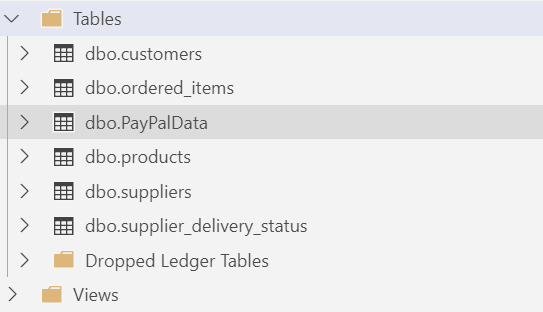 Tables
dbo.customers
dbo.ordered_items
dbo.PayPalData
dbo.products
dbo.suppliers
dbo.supplier_delivery_status
Dropped Ledger Tables
Views